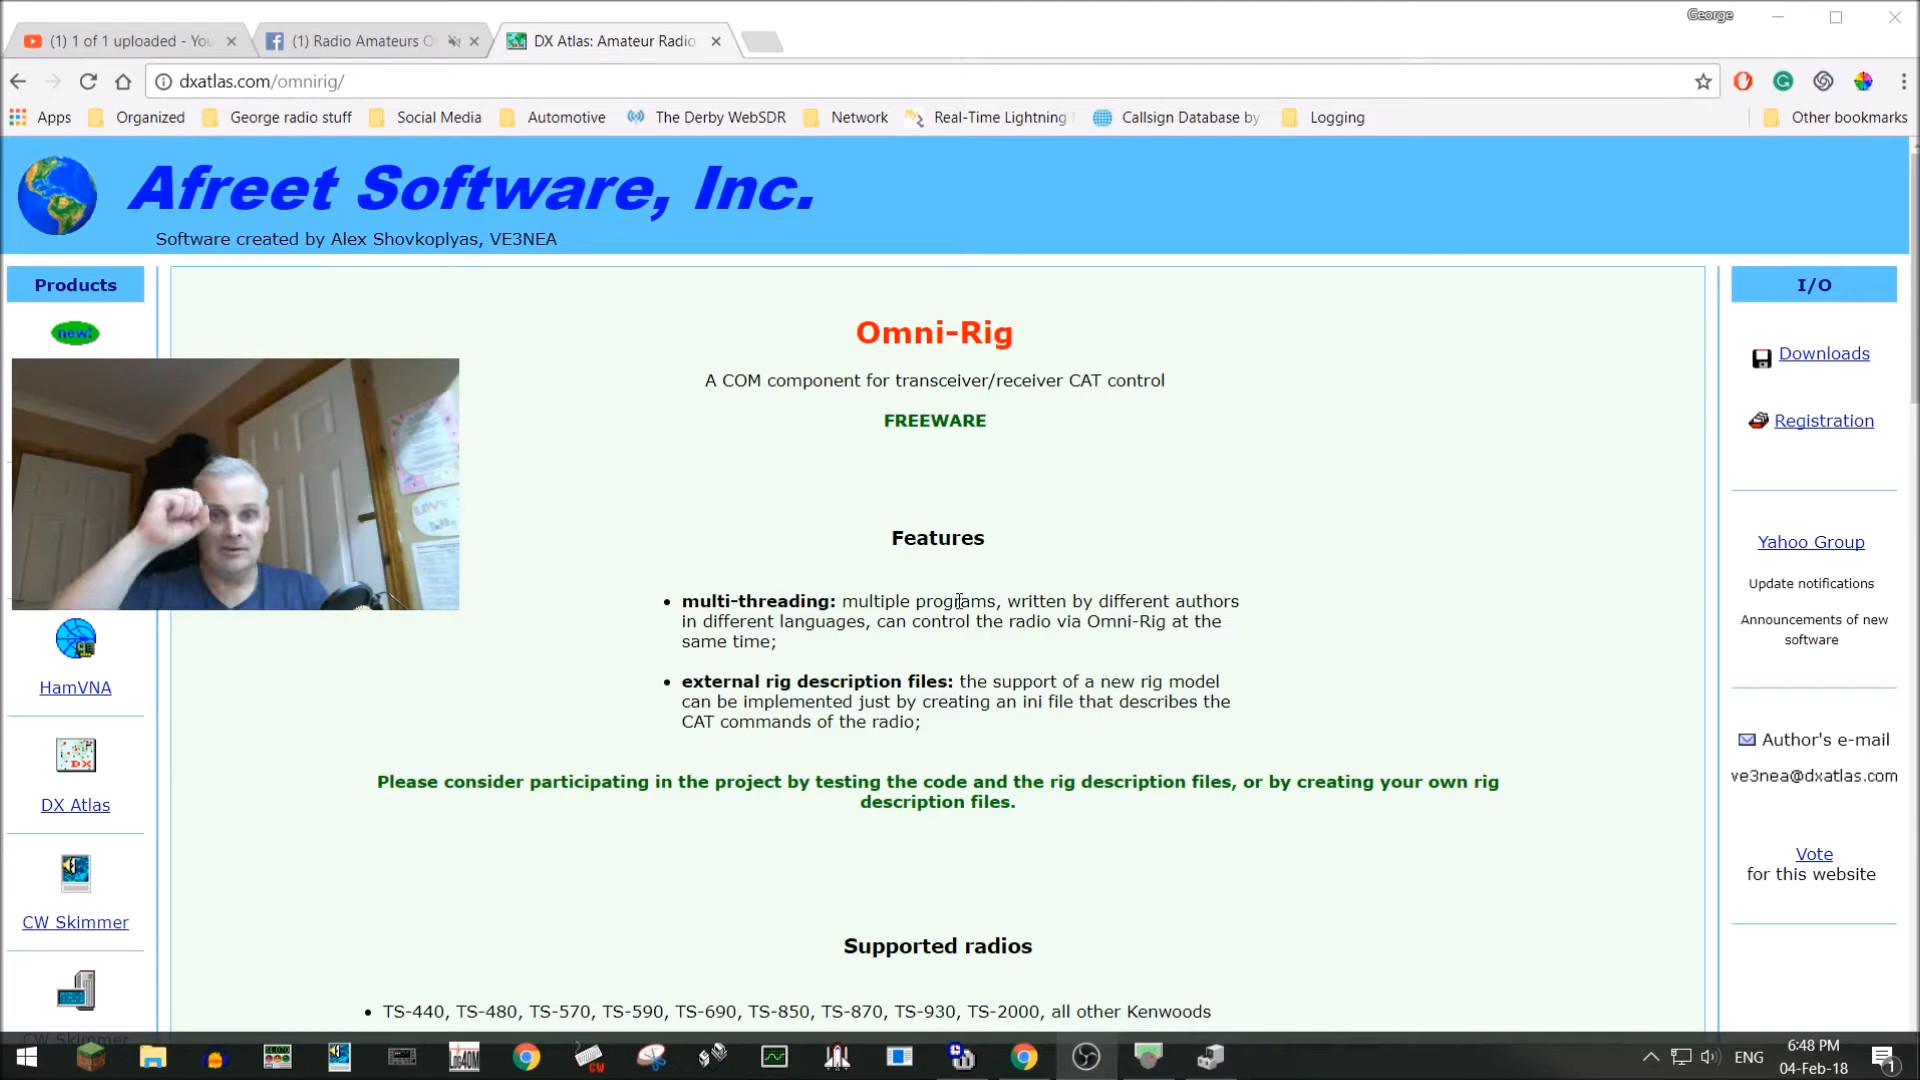 George
(1) 1 of 1 uploaded - You
(1) Radio Amateurs O
DX Atlas: Amateur Radio
dxatlas.com/omnirig/
Apps
Organized
George radio stuff
Social Media
Automotive
The Derby WebSDR
Network
Real-Time Lightning
Callsign Database by
Logging
Other bookmarks
Afreet Software, Inc.
Software created by Alex Shovkoplyas, VE3NEA
Products
new!
HamVNA
DX
DX Atlas
CW Skimmer
Omni-Rig
A COM component for transceiver/receiver CAT control
FREEWARE
Features
• multi-threading: multiple programs, written by different authors
in different languages, can control the radio via Omni-Rig at the
same time;
• external rig description files: the support of a new rig model
can be implemented just by creating an ini file that describes the
CAT commands of the radio;
Please consider participating in the project by testing the code and the rig description files, or by creating your own rig
description files.
Supported radios
• TS-440, TS-480, TS-570, TS-590, TS-690, TS-850, TS-870, TS-930, TS-2000, all other Kenwoods
I/O
Downloads
Registration
Yahoo Group
Update notifications
Announcements of new
software
Author's e-mail
ve3nea@dxatlas.com
Vote
for this website
CW Skimmer
LOG4OM
CW
ENG
6:48 PM
04-Feb-18
1